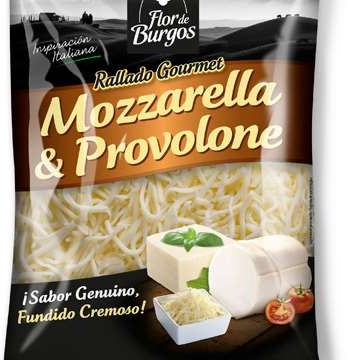 Flor de
Burgos
Inspiración
Italiana
Rallado Gourmet
Mozzarella
& Provolone
¡Sabor Genuino,
Fundido Cremoso!